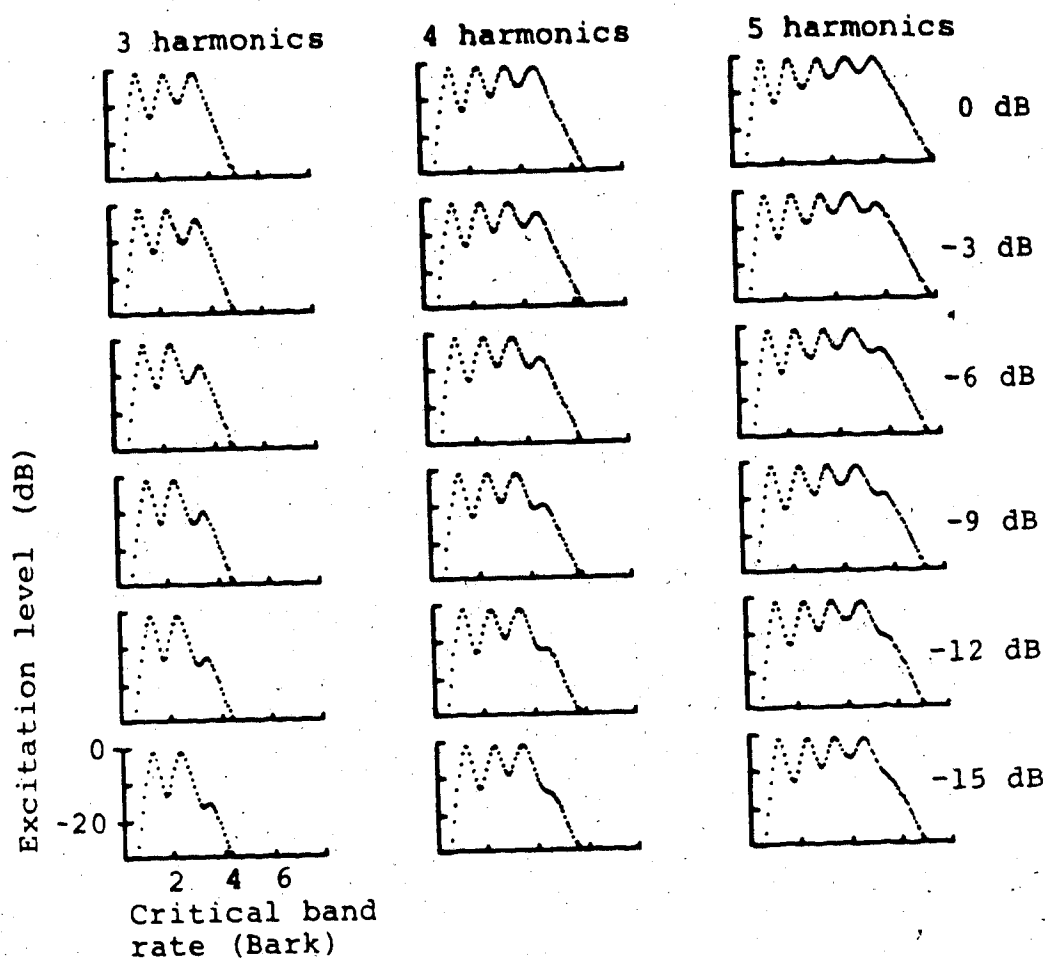 3 harmonics
4 harmonics
5 harmonics
0 dB
-3 dB
-6 dB
-9 dB
-12 dB
-15 dB
Excitation level (dB)
0
-20
2 4 6
Critical band
rate (Bark)